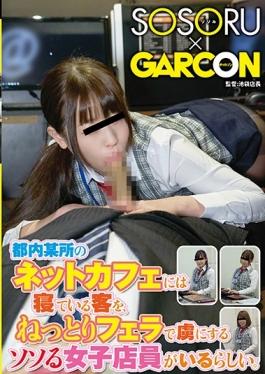 SOSORU
×
GARCON
監督:池袋店長
都内某所の
ネットカフェには
寝ている客を、
ねっとりフェラで虜にする
ソソる女子店員がいるらしい。